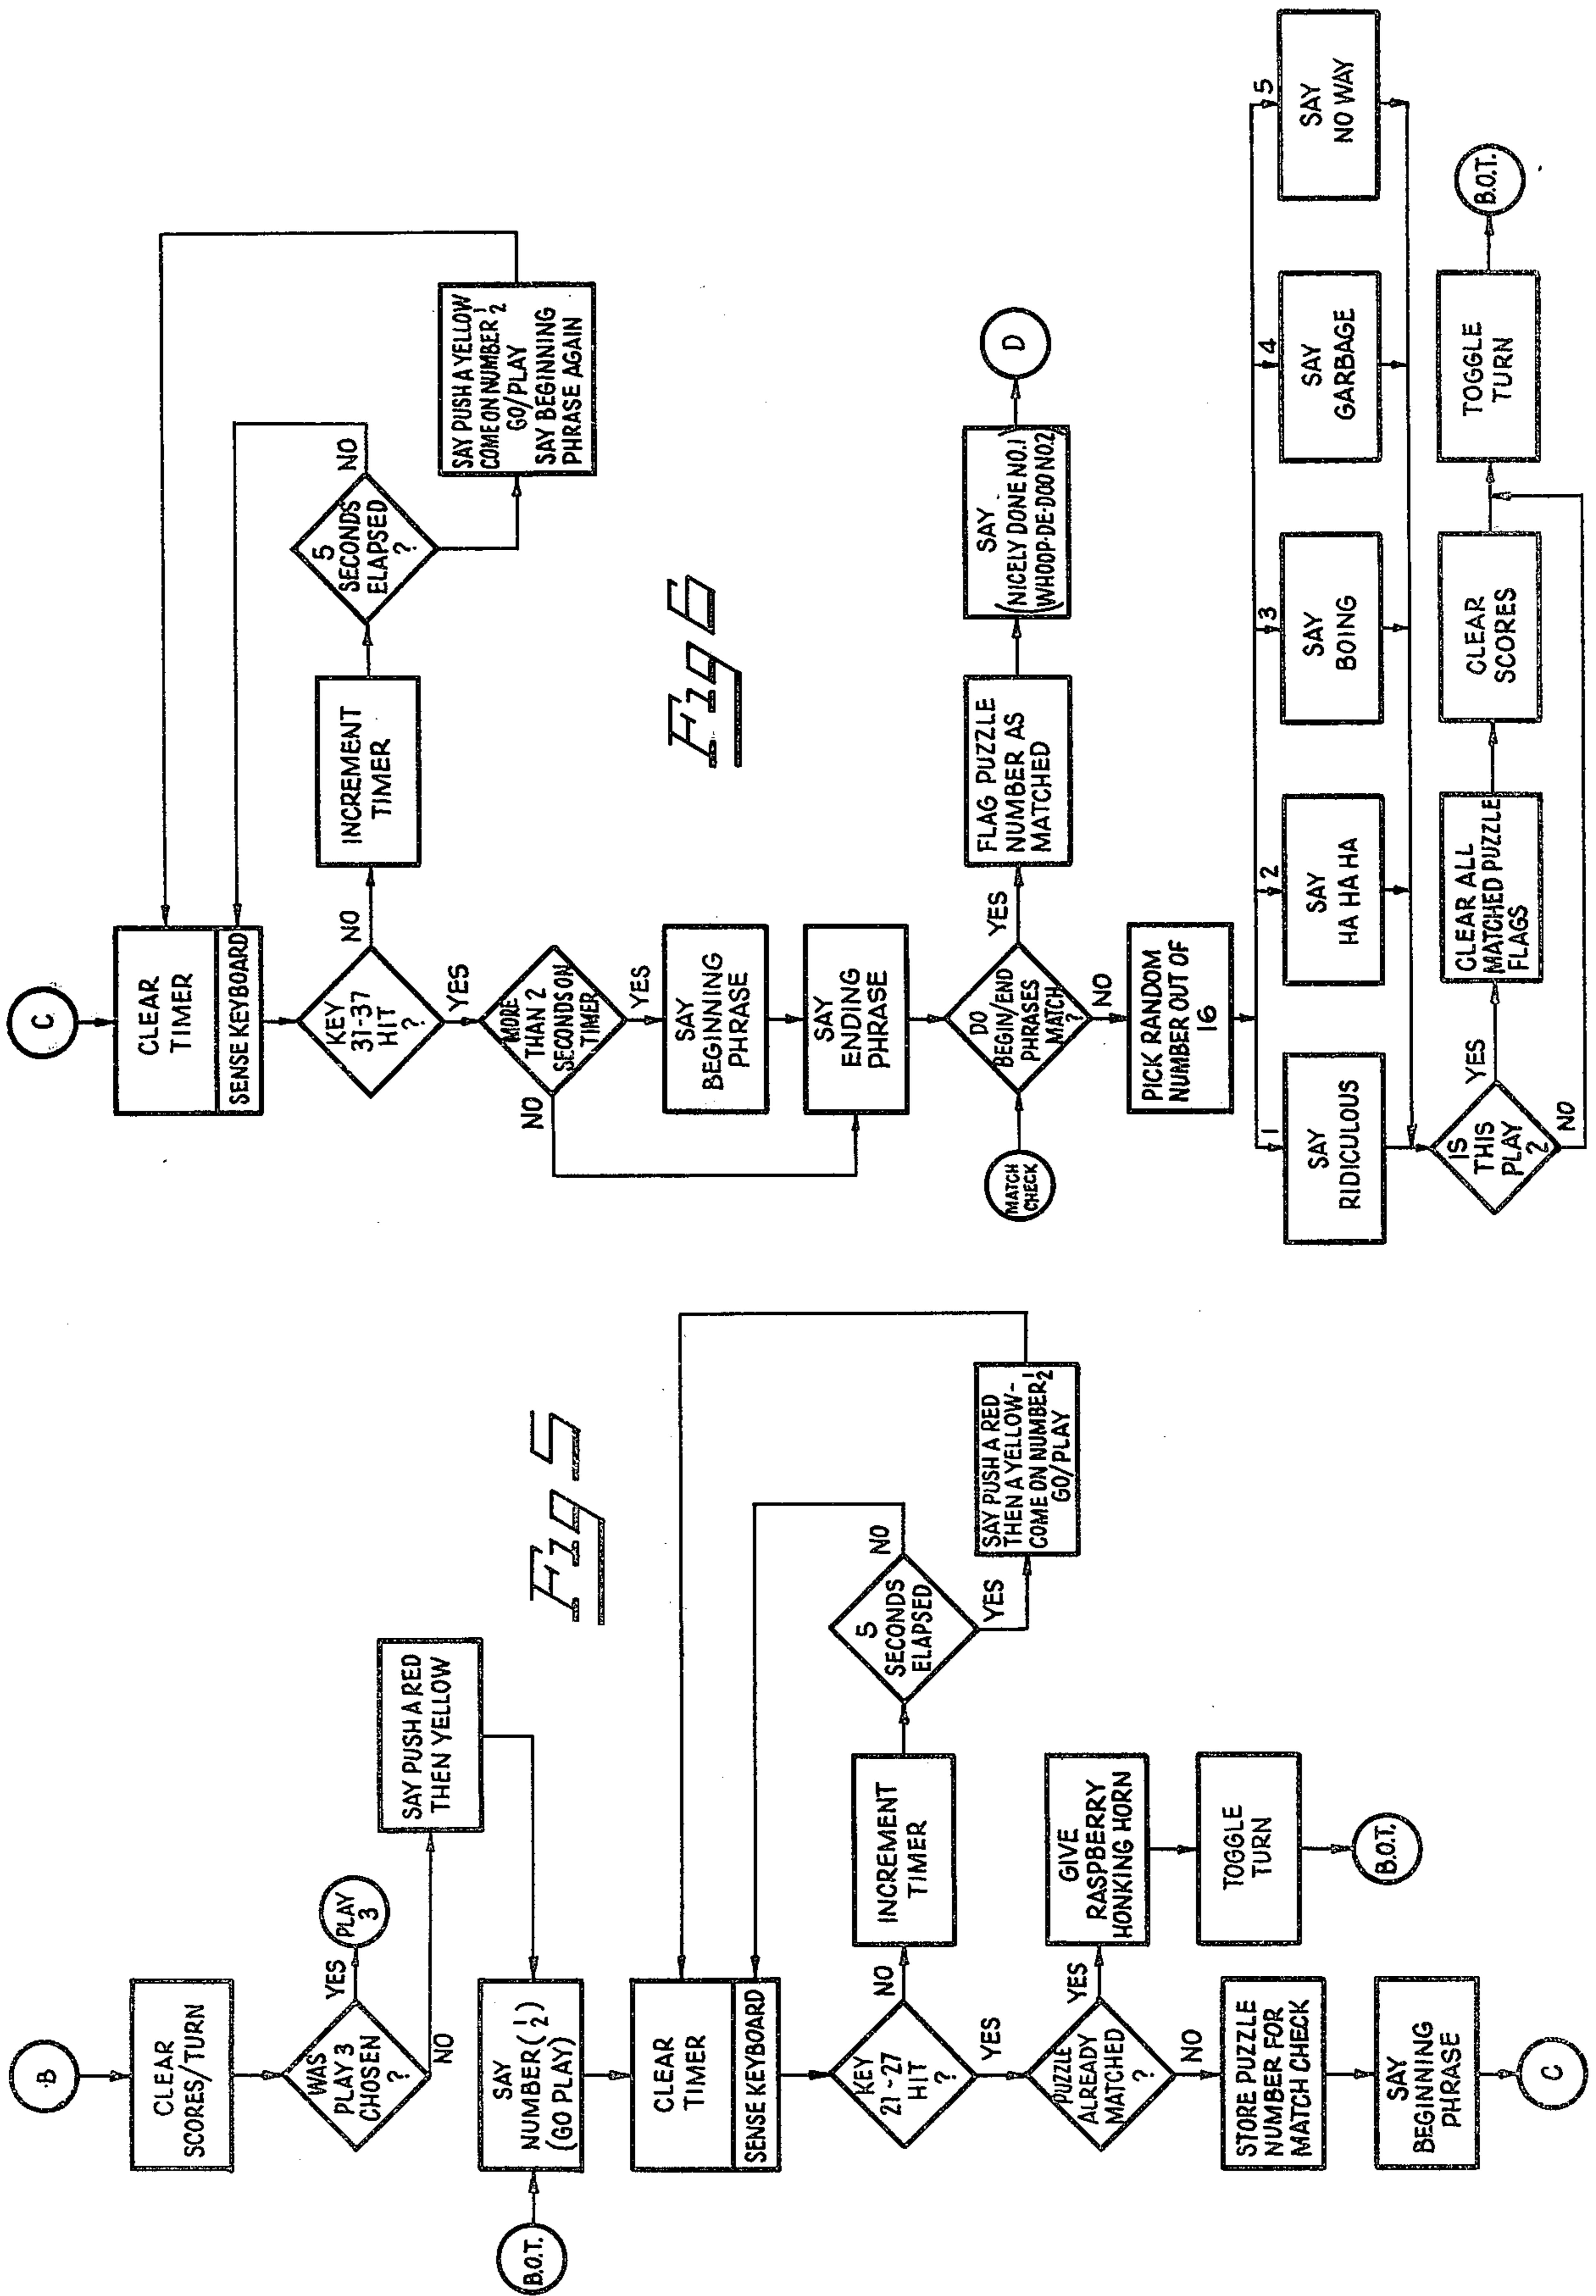 B
CLEAR
SCORES/TURN
WAS
PLAY 3
CHOSEN
?
YES
PLAY
3
NO
SAY PUSH A RED
THEN YELLOW
B.O.T.
SAY
NUMBER (1/2)
(GO PLAY)
CLEAR
TIMER
SENSE KEYBOARD
KEY
21-27
HIT
?
NO
INCREMENT
TIMER
5
SECONDS
ELAPSED
NO
YES
SAY PUSH A RED
THEN A YELLOW-
COME ON NUMBER 1/2
GO/PLAY
YES
PUZZLE
ALREADY
MATCHED
?
YES
GIVE
RASPBERRY
HONKING HORN
TOGGLE
TURN
B.O.T.
NO
STORE PUZZLE
NUMBER FOR
MATCH CHECK
SAY
BEGINNING
PHRASE
C
Fig 5
C
CLEAR
TIMER
SENSE KEYBOARD
KEY
31-37
HIT
?
NO
INCREMENT
TIMER
5
SECONDS
ELAPSED
?
NO
SAY PUSH A YELLOW
COME ON NUMBER 1/2
GO/PLAY
SAY BEGINNING
PHRASE AGAIN
YES
MORE
THAN 2
SECONDS ON
TIMER
NO
YES
SAY
BEGINNING
PHRASE
SAY
ENDING
PHRASE
MATCH
CHECK
DO
BEGIN/END
PHRASES
MATCH
?
YES
FLAG PUZZLE
NUMBER AS
MATCHED
SAY
(NICELY DONE NO.1)
(WHOOP-DE-DOO NO.2)
D
NO
PICK RANDOM
NUMBER OUT OF
16
1
SAY
RIDICULOUS
2
SAY
HA HA HA
3
SAY
BOING
4
SAY
GARBAGE
5
SAY
NO WAY
IS
THIS
PLAY
2
YES
NO
CLEAR ALL
MATCHED PUZZLE
FLAGS
CLEAR
SCORES
TOGGLE
TURN
B.O.T.
Fig 6